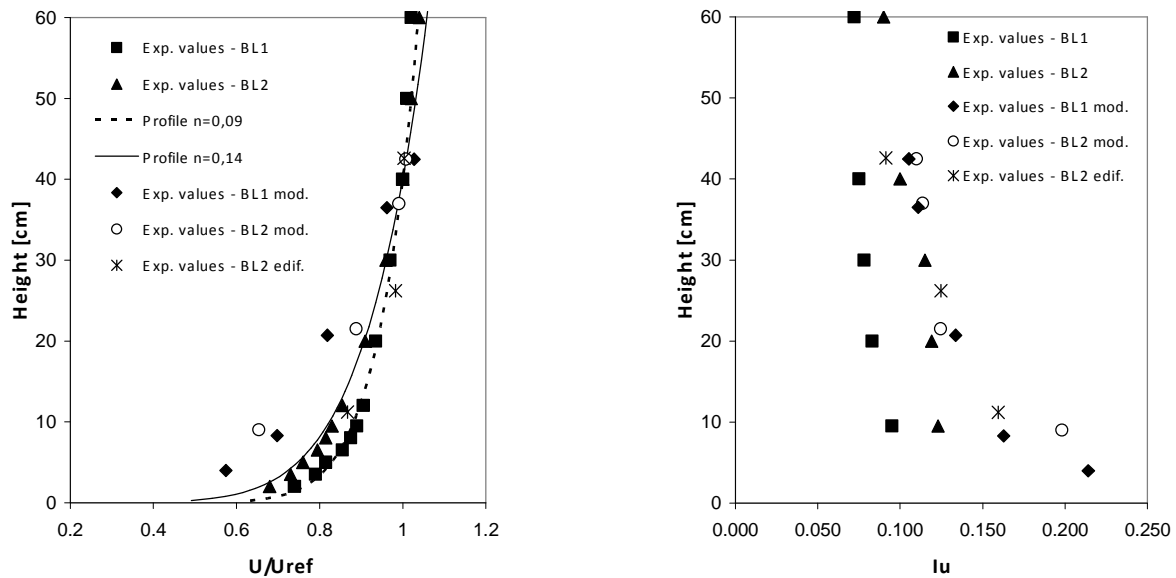 60
50
40
30
20
10
0
Height [cm]
Exp. values - BL1
Exp. values - BL2
Profile n=0,09
Profile n=0,14
Exp. values - BL1 mod.
Exp. values - BL2 mod.
Exp. values - BL2 edif.
0.2 0.4 0.6 0.8 1 1.2
U/Uref
60
50
40
30
20
10
0
Height [cm]
Exp. values - BL1
Exp. values - BL2
Exp. values - BL1 mod.
Exp. values - BL2 mod.
Exp. values - BL2 edif.
0.000 0.050 0.100 0.150 0.200 0.250
Iu